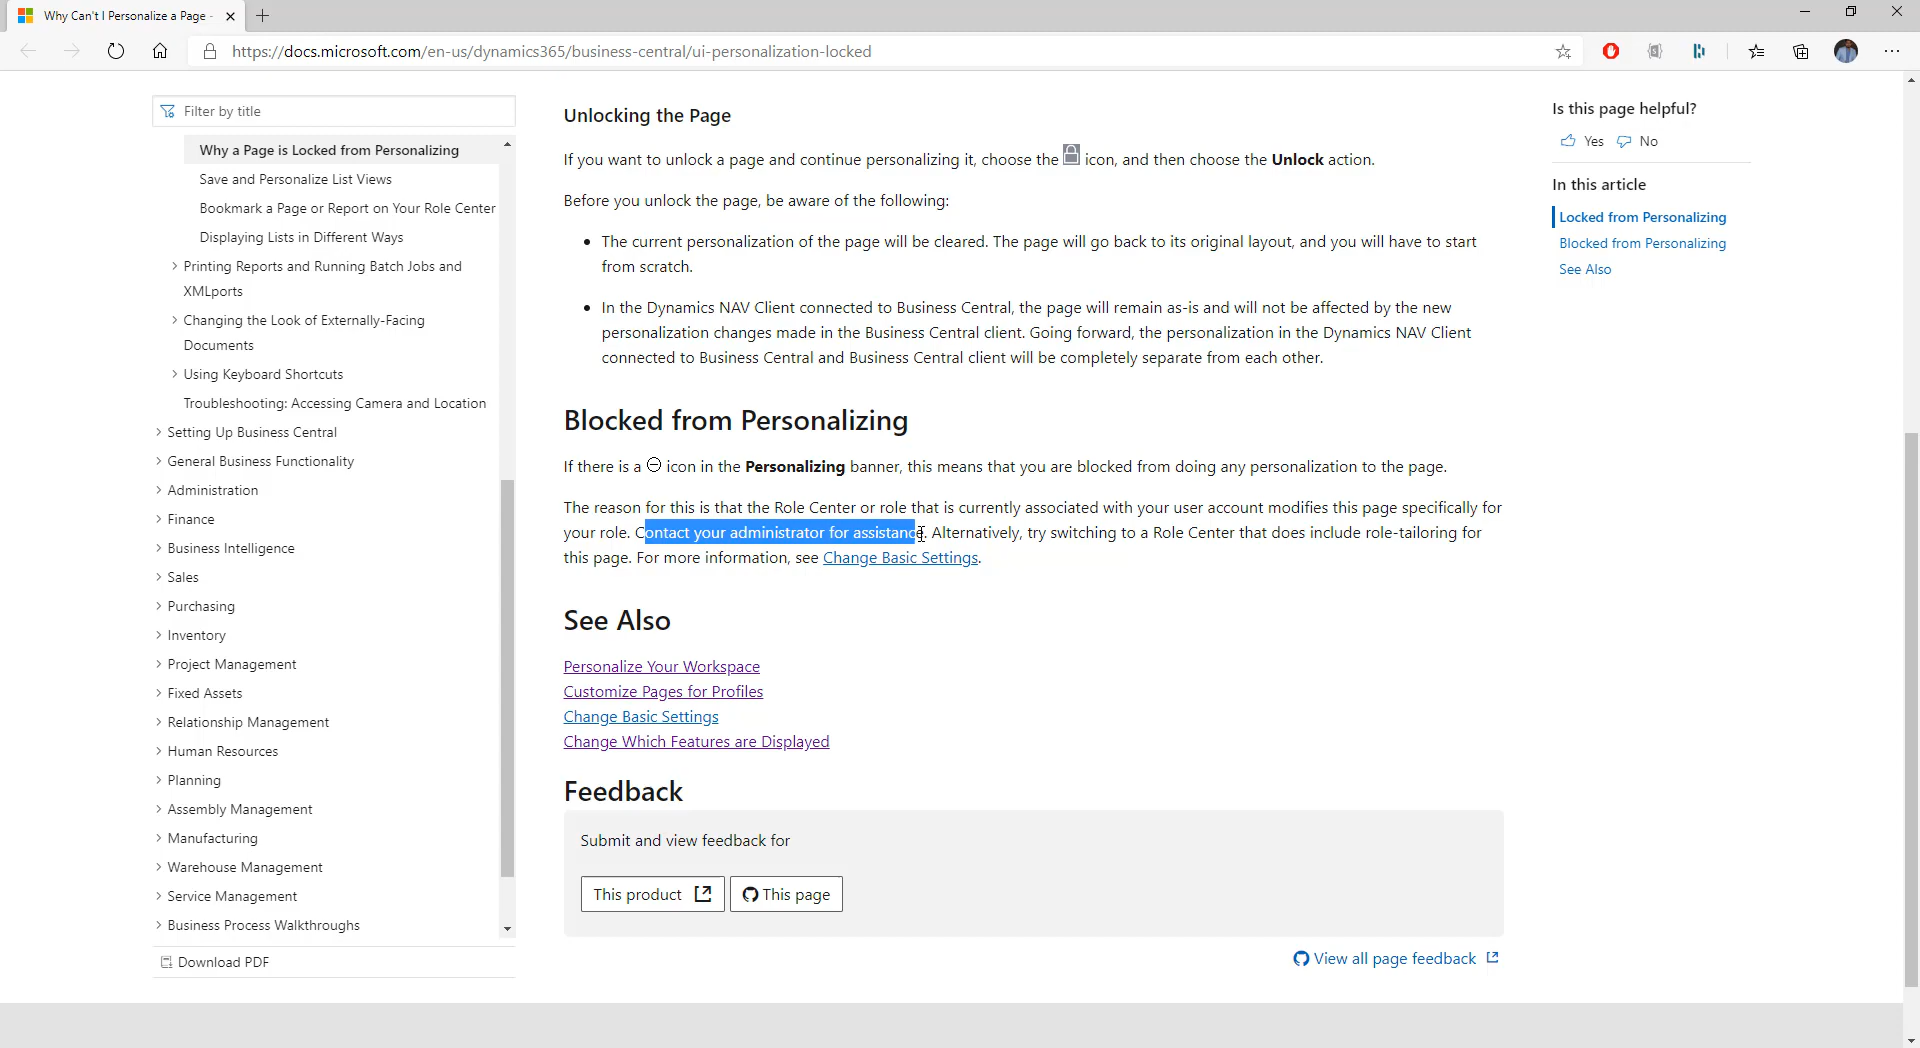 Why Can't I Personalize a Page -
https://docs.microsoft.com/en-us/dynamics365/business-central/ui-personalization-locked
Filter by title
Why a Page is Locked from Personalizing
Save and Personalize List Views
Bookmark a Page or Report on Your Role Center
Displaying Lists in Different Ways
Printing Reports and Running Batch Jobs and
XMLports
Changing the Look of Externally-Facing
Documents
Using Keyboard Shortcuts
Troubleshooting: Accessing Camera and Location
Setting Up Business Central
General Business Functionality
Administration
Finance
Business Intelligence
Sales
Purchasing
Inventory
Project Management
Fixed Assets
Relationship Management
Human Resources
Planning
Assembly Management
Manufacturing
Warehouse Management
Service Management
Business Process Walkthroughs
Download PDF
Unlocking the Page
If you want to unlock a page and continue personalizing it, choose the icon, and then choose the Unlock action.
Before you unlock the page, be aware of the following:
• The current personalization of the page will be cleared. The page will go back to its original layout, and you will have to start
from scratch.
• In the Dynamics NAV Client connected to Business Central, the page will remain as-is and will not be affected by the new
personalization changes made in the Business Central client. Going forward, the personalization in the Dynamics NAV Client
connected to Business Central and Business Central client will be completely separate from each other.
Blocked from Personalizing
If there is a icon in the Personalizing banner, this means that you are blocked from doing any personalization to the page.
The reason for this is that the Role Center or role that is currently associated with your user account modifies this page specifically for
your role. Contact your administrator for assistance. Alternatively, try switching to a Role Center that does include role-tailoring for
this page. For more information, see Change Basic Settings.
See Also
Personalize Your Workspace
Customize Pages for Profiles
Change Basic Settings
Change Which Features are Displayed
Feedback
Submit and view feedback for
This product
This page
View all page feedback
Is this page helpful?
Yes No
In this article
Locked from Personalizing
Blocked from Personalizing
See Also